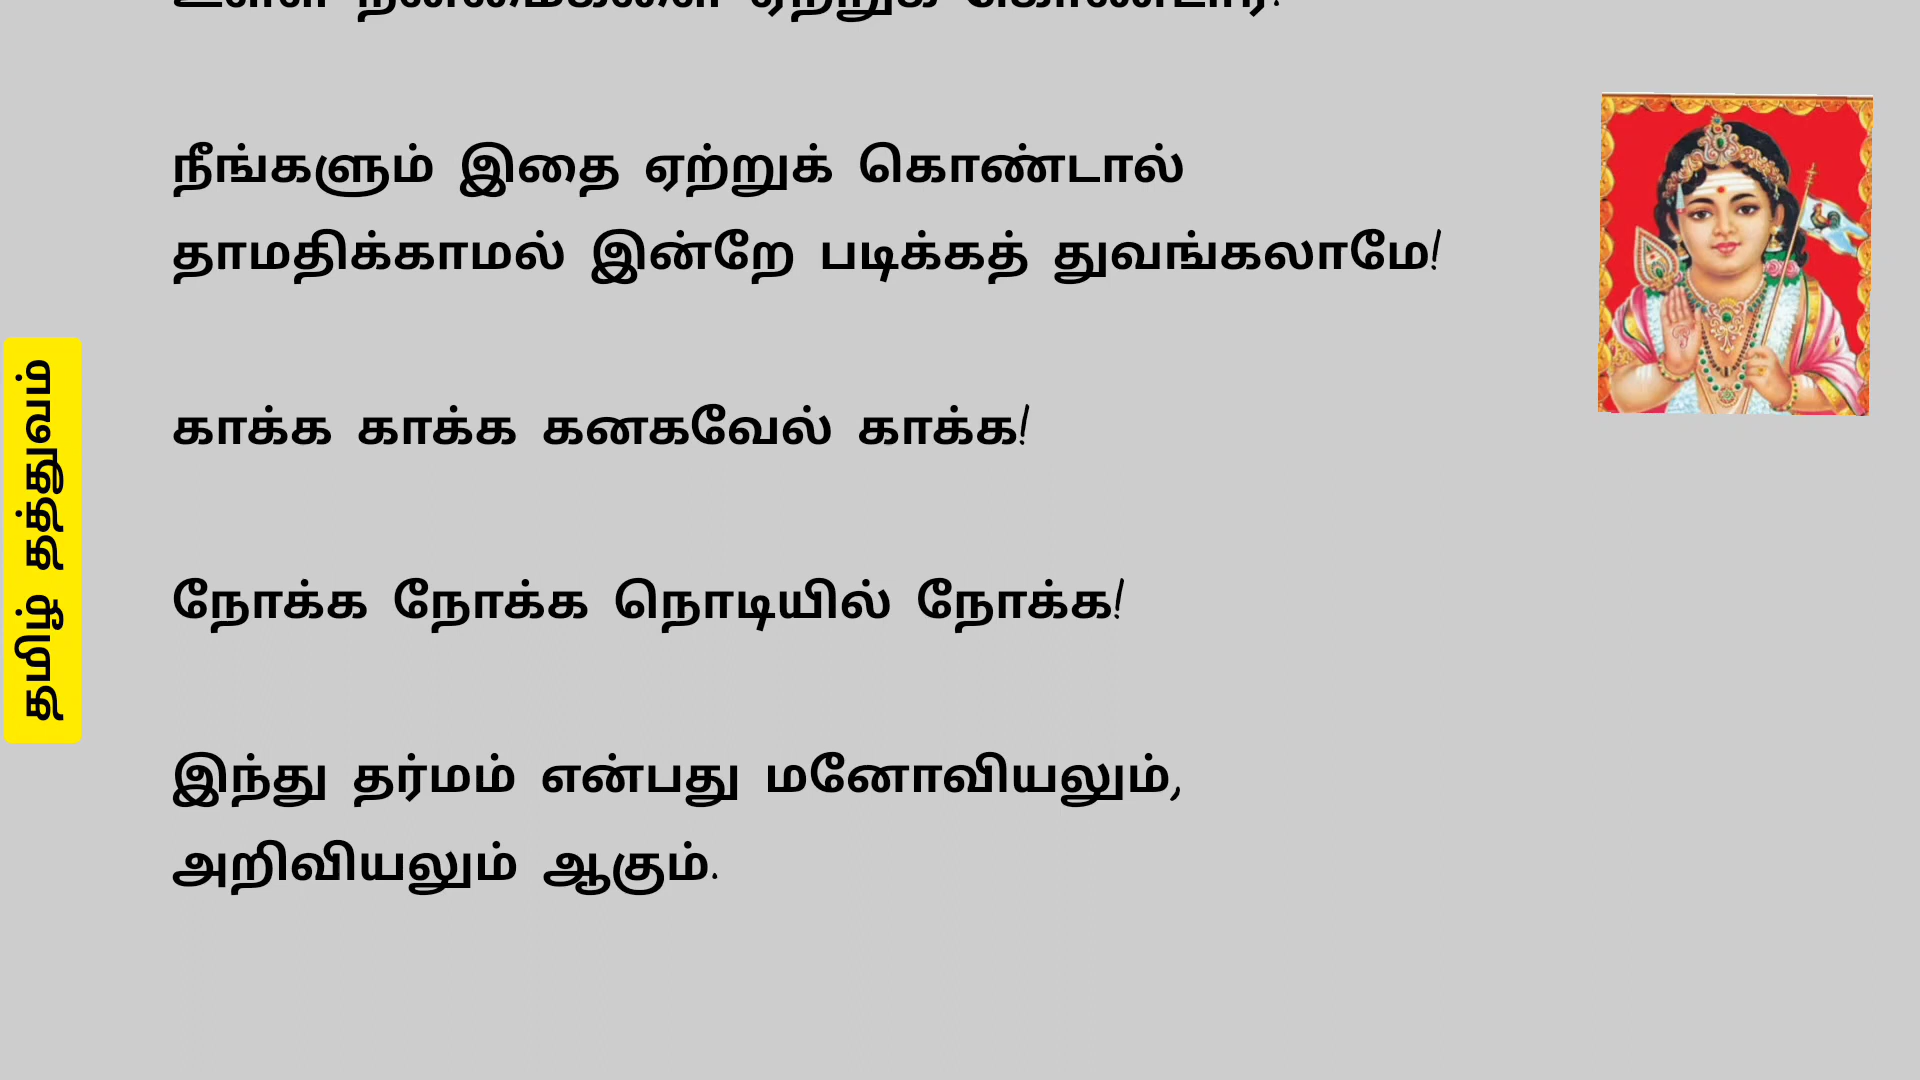 நீங்களும் இதை ஏற்றுக் கொண்டால்
தாமதிக்காமல் இன்றே படிக்கத் துவங்கலாமே!
காக்க காக்க கனகவேல் காக்க!
நோக்க நோக்க நொடியில் நோக்க!
இந்து தர்மம் என்பது மனோவியலும்,
அறிவியலும் ஆகும்.
தமிழ் தத்துவம்